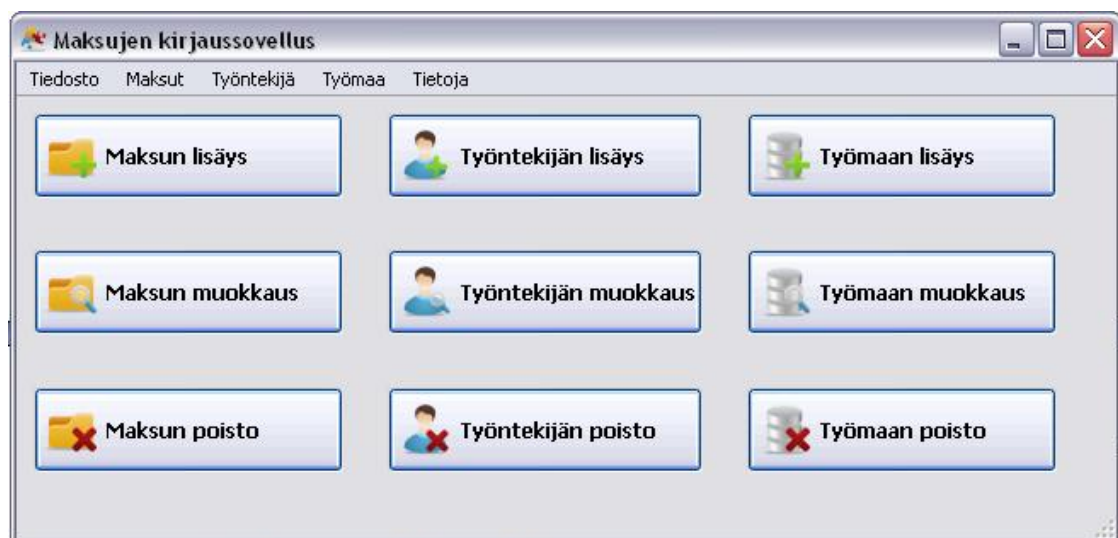 Maksujen kirjaussovellus
Tiedosto Maksut Työntekijä Työmaa Tietoja
Maksun lisäys Työntekijän lisäys Työmaan lisäys
Maksun muokkaus Työntekijän muokkaus Työmaan muokkaus
Maksun poisto Työntekijän poisto Työmaan poisto